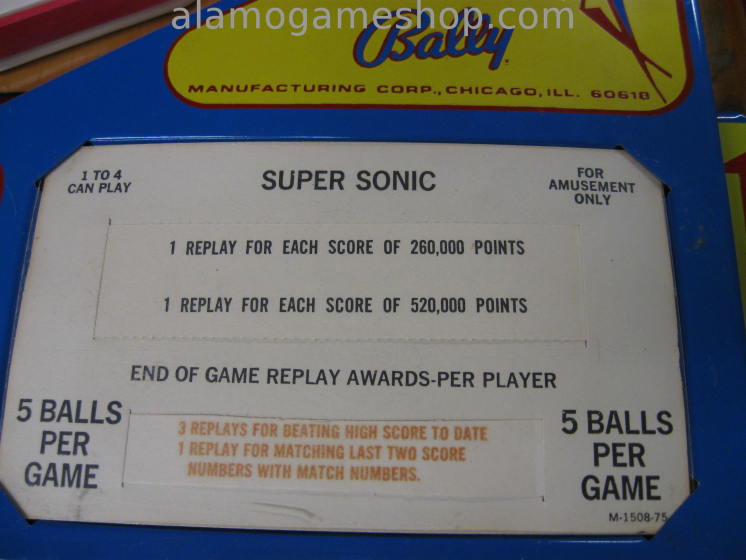 alamogameshop.com
Bally
MANUFACTURING CORP., CHICAGO, ILL. 60618
1 TO 4
CAN PLAY
SUPER SONIC
FOR
AMUSEMENT
ONLY
1 REPLAY FOR EACH SCORE OF 260,000 POINTS
1 REPLAY FOR EACH SCORE OF 520,000 POINTS
END OF GAME REPLAY AWARDS-PER PLAYER
5 BALLS
PER
GAME
3 REPLAYS FOR BEATING HIGH SCORE TO DATE
1 REPLAY FOR MATCHING LAST TWO SCORE
NUMBERS WITH MATCH NUMBERS.
5 BALLS
PER
GAME
M-1508-75